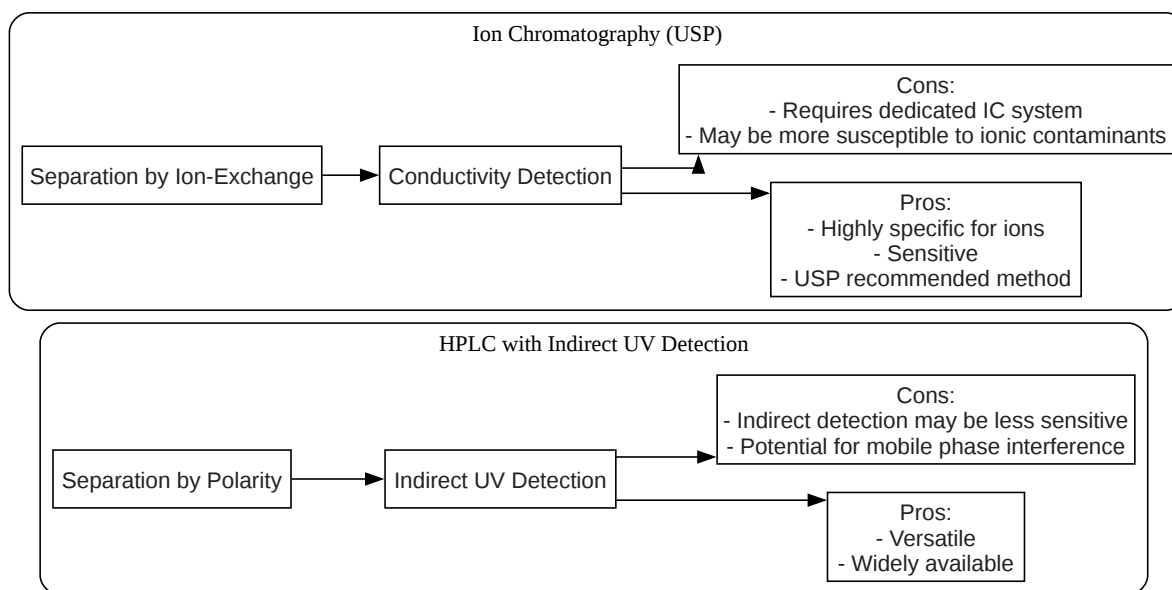 Ion Chromatography (USP)
Separation by Ion-Exchange
Conductivity Detection
Cons:
- Requires dedicated IC system
- May be more susceptible to ionic contaminants
Pros:
- Highly specific for ions
- Sensitive
- USP recommended method
HPLC with Indirect UV Detection
Separation by Polarity
Indirect UV Detection
Cons:
- Indirect detection may be less sensitive
- Potential for mobile phase interference
Pros:
- Versatile
- Widely available